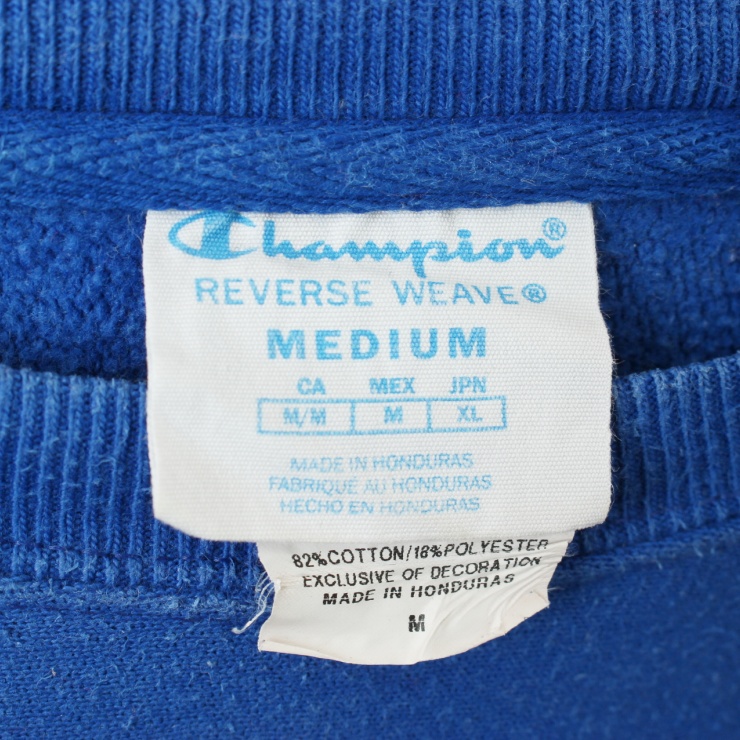 Champion®
REVERSE WEAVE®
MEDIUM
CA MEX JPN
M/M M XL
MADE IN HONDURAS
FABRIQUÉ AU HONDURAS
HECHO EN HONDURAS
82%COTTON/18%POLYESTER
EXCLUSIVE OF DECORATION
MADE IN HONDURAS
M